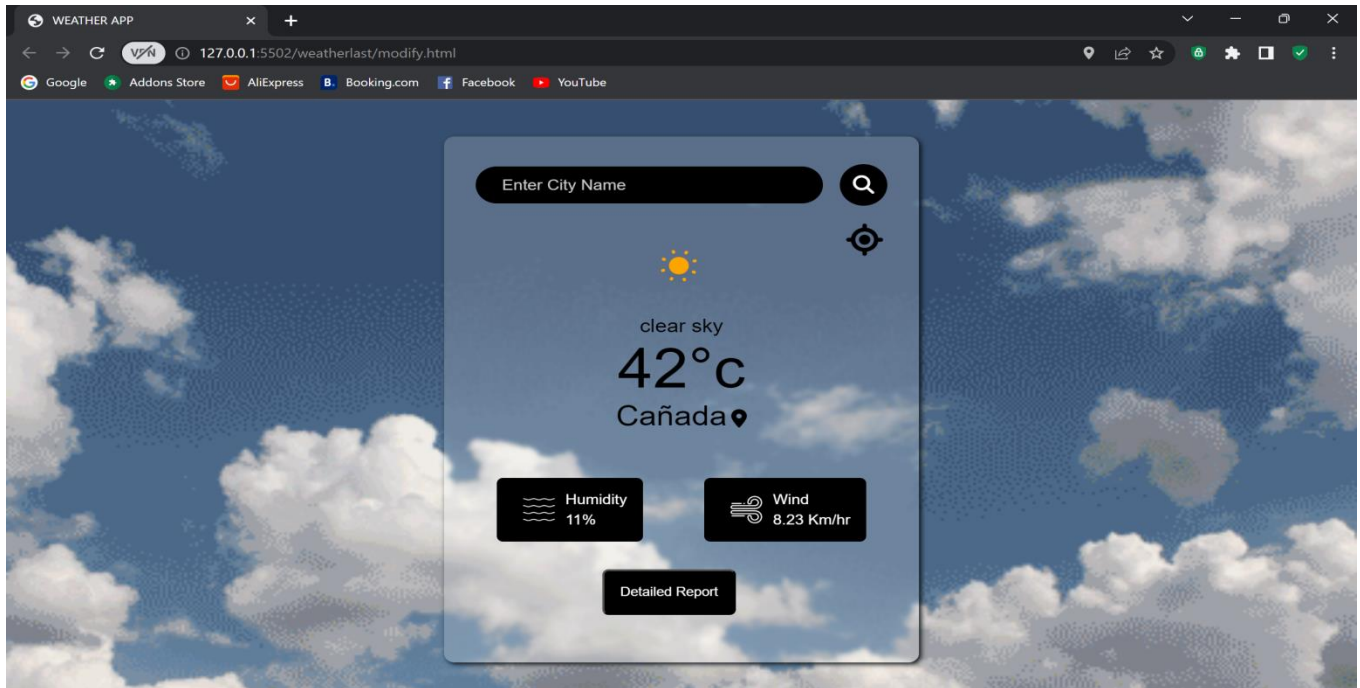 WEATHER APP
VPN 127.0.0.1:5502/weatherlast/modify.html
Google Addons Store AliExpress B. Booking.com Facebook YouTube
Enter City Name
clear sky
42°c
Cañada
Humidity
11%
Wind
8.23 Km/hr
Detailed Report